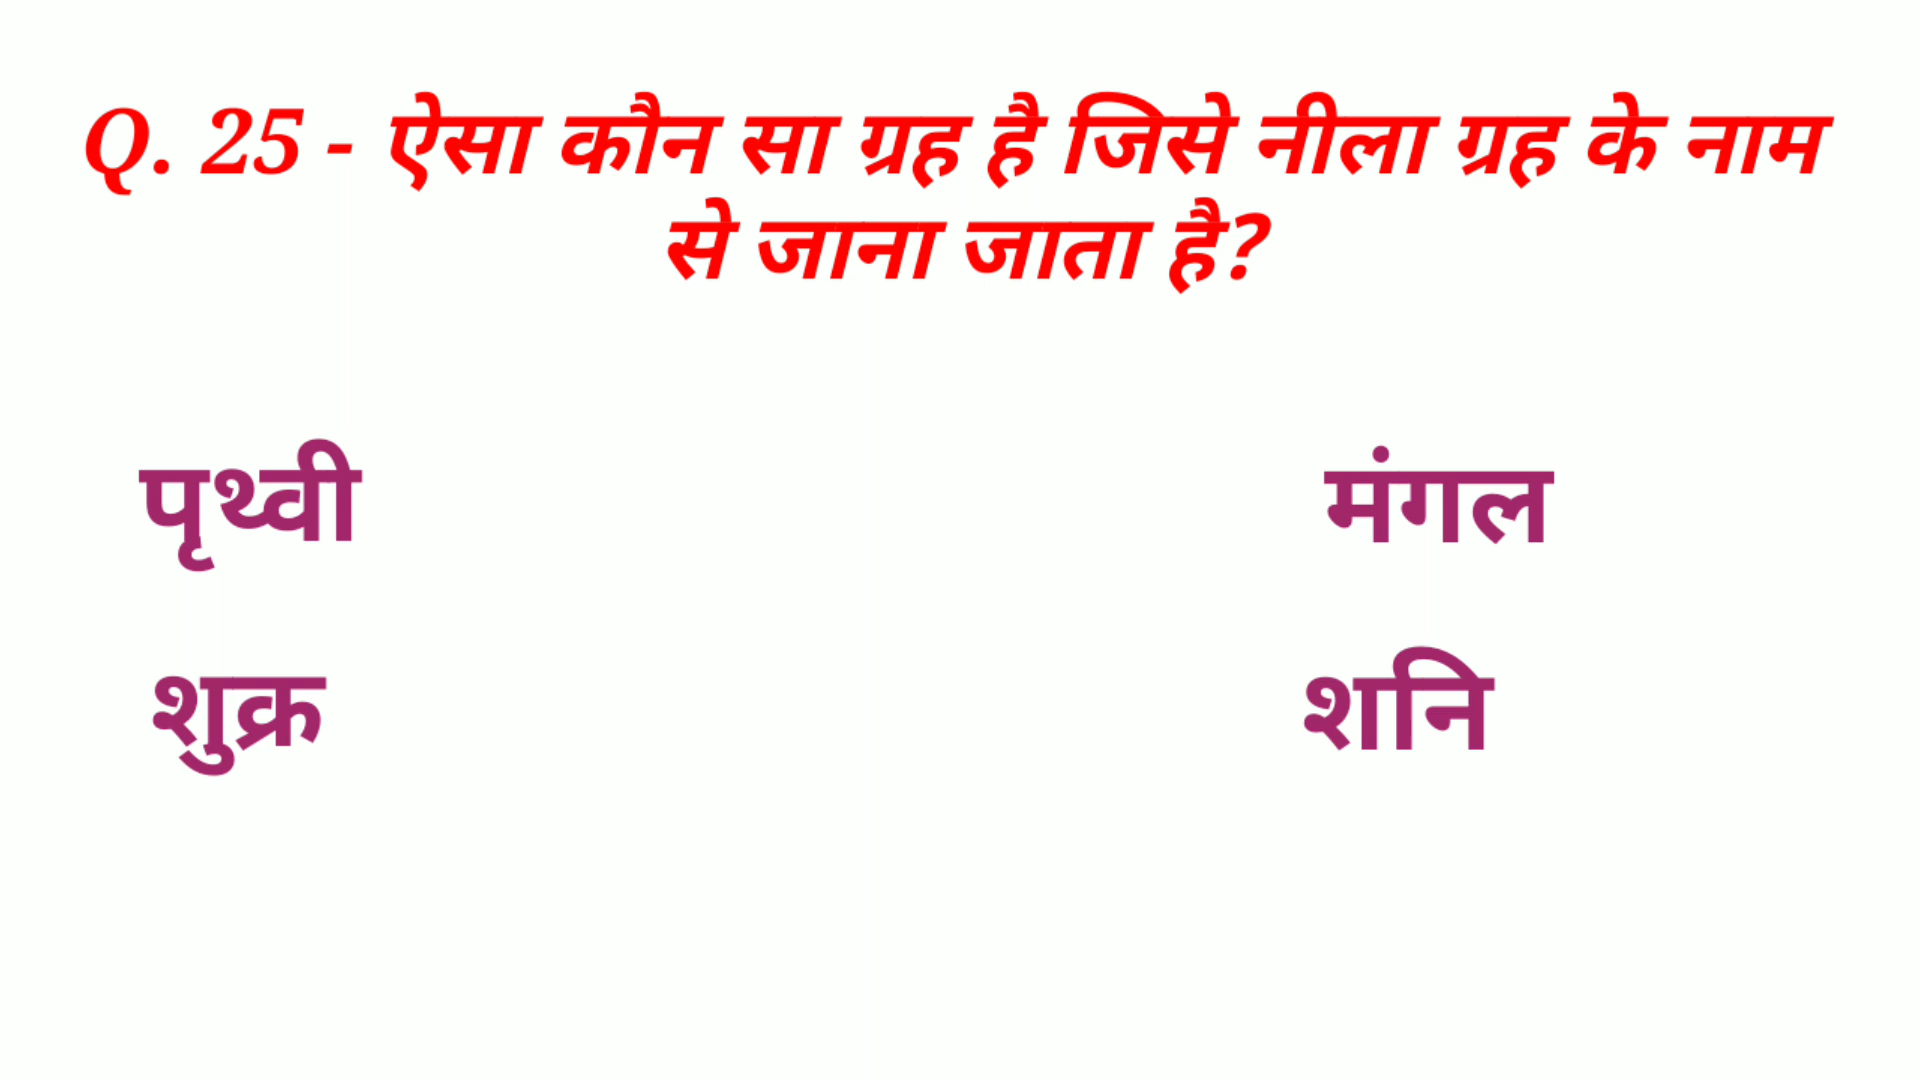 Q. 25 - ऐसा कौन सा ग्रह है जिसे नीला ग्रह के नाम
से जाना जाता है?
पृथ्वी मंगल
शुक्र शनि